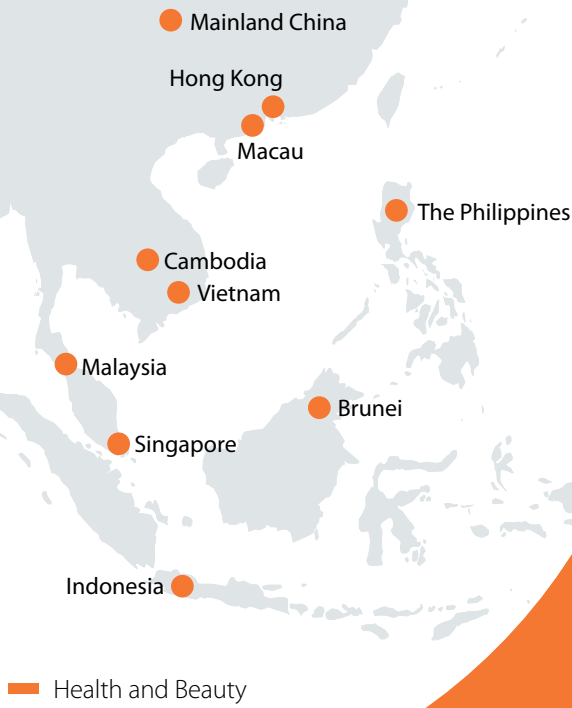 Mainland China
Hong Kong
Macau
The Philippines
Cambodia
Vietnam
Malaysia
Brunei
Singapore
Indonesia
Health and Beauty